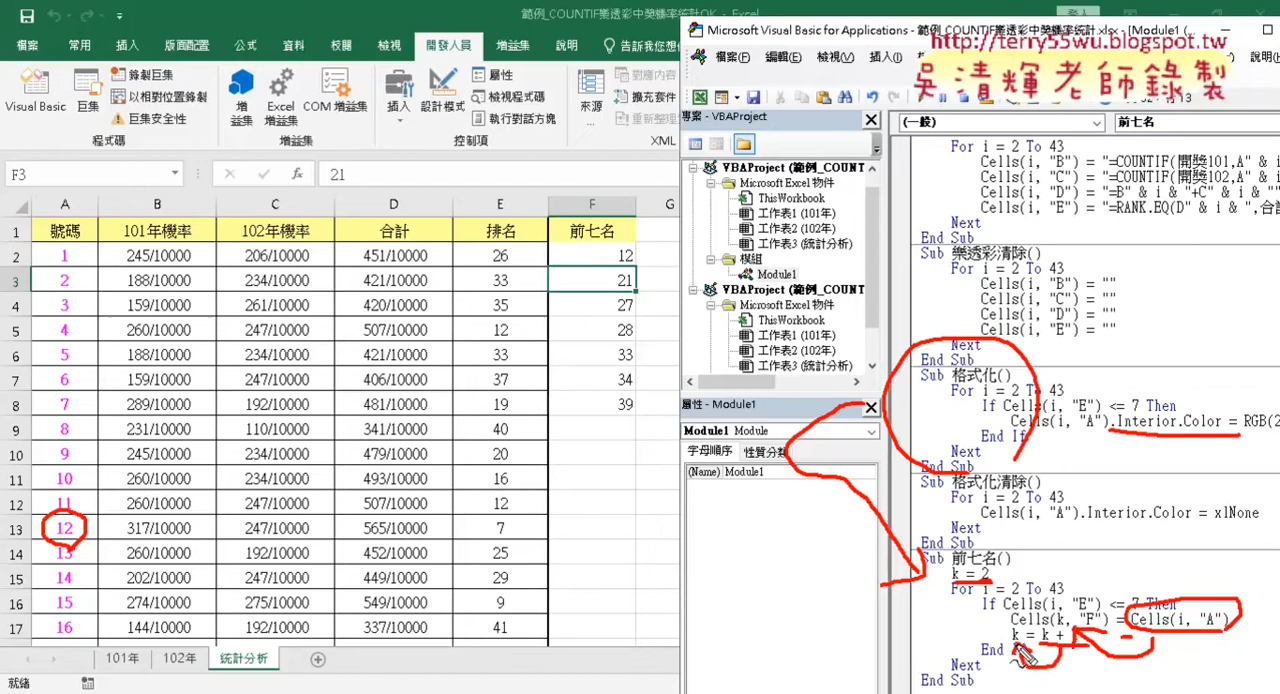 範例_COUNTIF樂透彩中獎機率統計OK - Excel
登入
檔案 常用 插入 版面配置 公式 資料 校閱 檢視 開發人員 增益集 說明 告訴我
Visual Basic
巨集
錄製巨集
以相對位置錄製
巨集安全性
程式碼
增益集
Excel 增益集
COM 增益集
增益集
插入
設計模式
屬性
檢視程式碼
執行對話方塊
控制項
來源
對應內容
擴充套件
重新整理
XML
F3 fx 21
A B C D E F G
1 號碼 101年機率 102年機率 合計 排名 前七名
2 1 245/10000 206/10000 451/10000 26 12
3 2 188/10000 234/10000 421/10000 33 21
4 3 159/10000 261/10000 420/10000 35 27
5 4 260/10000 247/10000 507/10000 12 28
6 5 188/10000 234/10000 421/10000 33 33
7 6 159/10000 247/10000 406/10000 37 34
8 7 289/10000 192/10000 481/10000 19 39
9 8 231/10000 110/10000 341/10000 40
10 9 245/10000 234/10000 479/10000 20
11 10 260/10000 234/10000 493/10000 16
12 11 260/10000 247/10000 507/10000 12
13 12 317/10000 247/10000 565/10000 7
14 13 260/10000 192/10000 452/10000 25
15 14 202/10000 247/10000 449/10000 29
16 15 274/10000 275/10000 549/10000 9
17 16 144/10000 192/10000 337/10000 41
101年 102年 統計分析
就緒
Microsoft Visual Basic for Applications - 範例_COUNTIF樂透彩中獎機率統計.xlsx - [Module1 (
http://terry55wu.blogspot.tw
吳清輝老師錄製
檔案(F) 編輯(E) 檢視(V) 插入(I)
說明(
專案 - VBAProject
VBAProject (範例_COUNT
Microsoft Excel 物件
ThisWorkbook
工作表1 (101年)
工作表2 (102年)
工作表3 (統計分析)
模組
Module1
VBAProject (範例_COUNT
Microsoft Excel 物件
ThisWorkbook
工作表1 (101年)
工作表2 (102年)
工作表3 (統計分析)
屬性 - Module1
Module1 Module
字母順序 性質分類
(Name) Module1
(一般) 前七名
For i = 2 To 43
Cells(i, "B") = "=COUNTIF(開獎101,A" & i
Cells(i, "C") = "=COUNTIF(開獎102,A" & i
Cells(i, "D") = "=B" & i & "+C" & i & ""
Cells(i, "E") = "=RANK.EQ(D" & i & ",合計
Next
End Sub
Sub 樂透彩清除()
For i = 2 To 43
Cells(i, "B") = ""
Cells(i, "C") = ""
Cells(i, "D") = ""
Cells(i, "E") = ""
Next
End Sub
Sub 格式化()
For i = 2 To 43
If Cells(i, "E") <= 7 Then
Cells(i, "A").Interior.Color = RGB(2
End If
Next
End Sub
Sub 格式化清除()
For i = 2 To 43
Cells(i, "A").Interior.Color = xlNone
Next
End Sub
Sub 前七名()
k = 2
For i = 2 To 43
If Cells(i, "E") <= 7 Then
Cells(k, "F") = Cells(i, "A")
k = k +
End
Next
End Sub